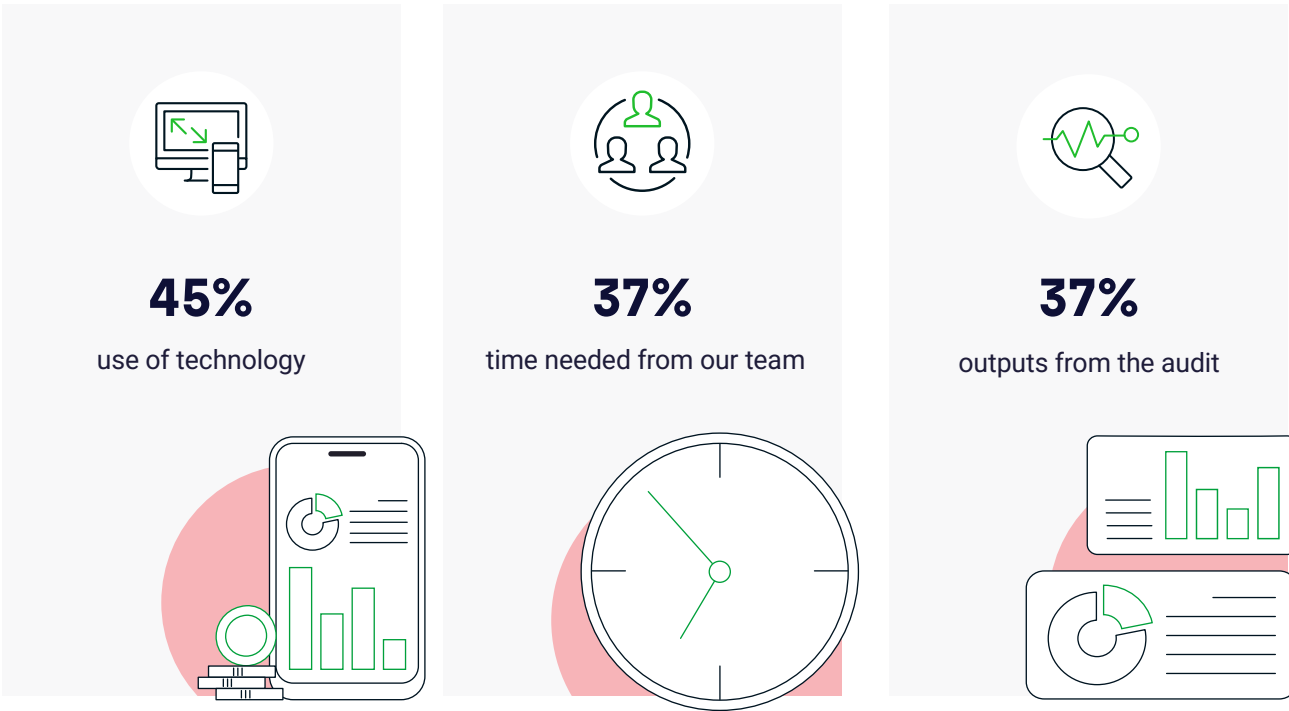 45%
use of technology
37%
time needed from our team
37%
outputs from the audit